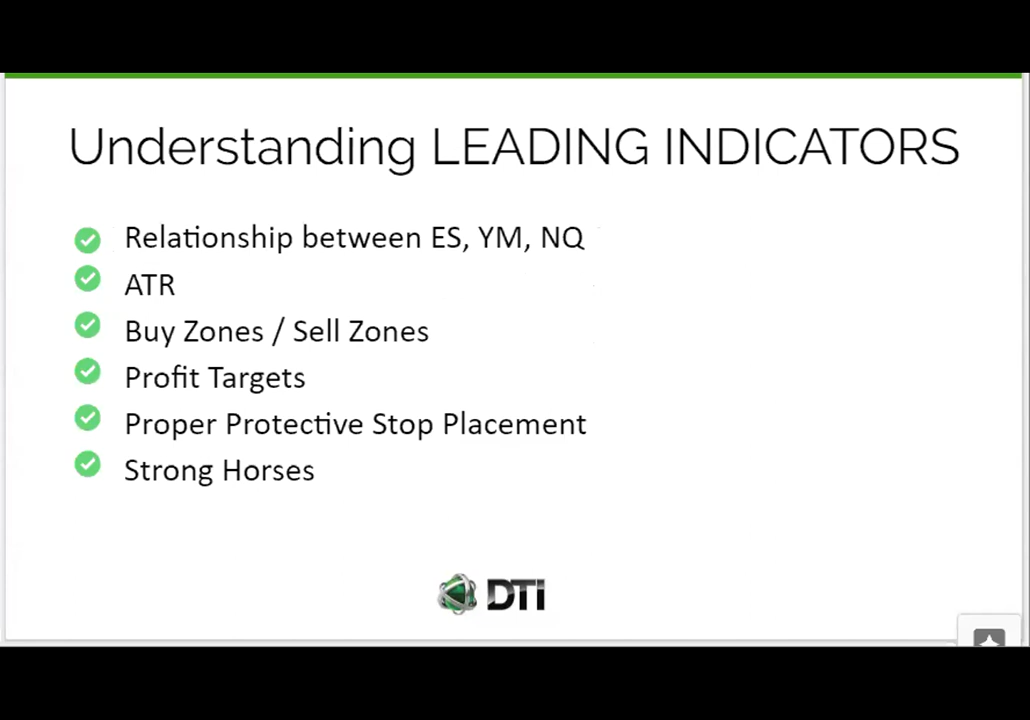 Understanding LEADING INDICATORS
Relationship between ES, YM, NQ
ATR
Buy Zones / Sell Zones
Profit Targets
Proper Protective Stop Placement
Strong Horses
DTI